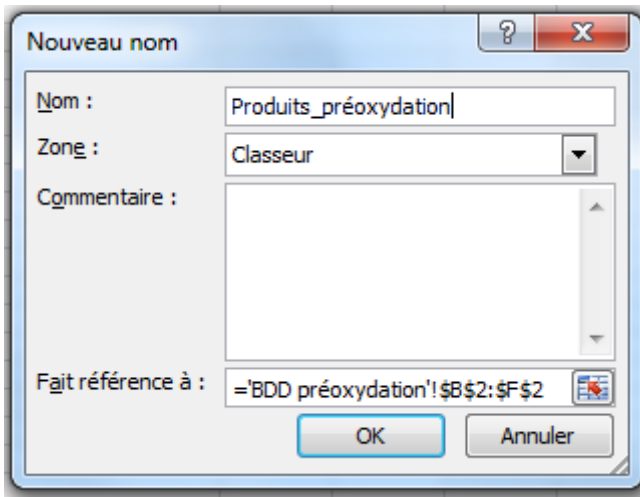 Nouveau nom
Nom : Produits_préoxydation
Zone : Classeur
Commentaire :
Fait référence à : ='BDD préoxydation'!$B$2:$F$2
OK Annuler